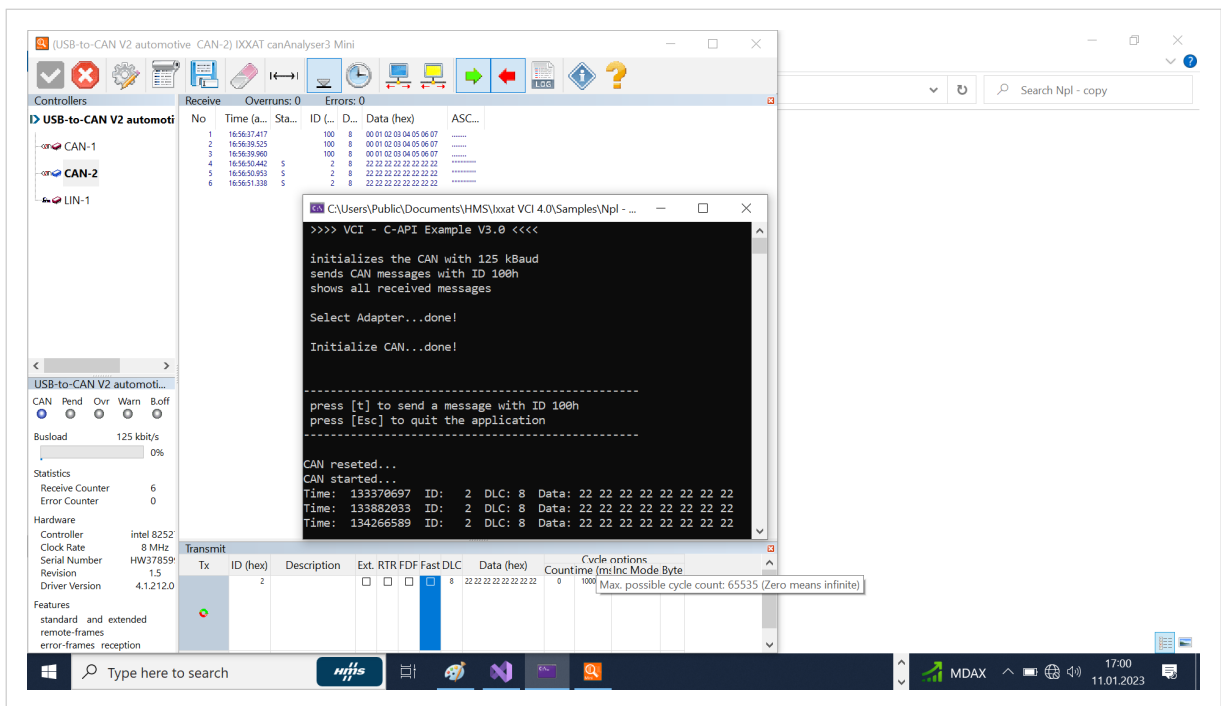 (USB-to-CAN V2 automotive CAN-2) IXXAT canAnalyser3 Mini
LOG
Search Npl - copy
Controllers
USB-to-CAN V2 automoti
CAN-1
CAN-2
LIN-1
Receive Overruns: 0 Errors: 0
No Time (a... Sta... ID (... D... Data (hex) ASC...
1 16:56:37.417 100 8 00 01 02 03 04 05 06 07 ........
2 16:56:39.525 100 8 00 01 02 03 04 05 06 07 ........
3 16:56:39.960 100 8 00 01 02 03 04 05 06 07 ........
4 16:56:50.442 S 2 8 22 22 22 22 22 22 22 22 """"""""
5 16:56:50.953 S 2 8 22 22 22 22 22 22 22 22 """"""""
6 16:56:51.338 S 2 8 22 22 22 22 22 22 22 22 """"""""
C:\Users\Public\Documents\HMS\Ixxat VCI 4.0\Samples\Npl - ...
>>>> VCI - C-API Example V3.0 <<<<
initializes the CAN with 125 kBaud
sends CAN messages with ID 100h
shows all received messages
Select Adapter...done!
Initialize CAN...done!
--------------------------------------------------
press [t] to send a message with ID 100h
press [Esc] to quit the application
--------------------------------------------------
CAN reseted...
CAN started...
Time: 133370697 ID: 2 DLC: 8 Data: 22 22 22 22 22 22 22 22
Time: 133882033 ID: 2 DLC: 8 Data: 22 22 22 22 22 22 22 22
Time: 134266589 ID: 2 DLC: 8 Data: 22 22 22 22 22 22 22 22
USB-to-CAN V2 automoti...
CAN Pend Ovr Warn B.off
Busload 125 kbit/s
0%
Statistics
Receive Counter 6
Error Counter 0
Hardware
Controller intel 8252
Clock Rate 8 MHz
Serial Number HW37859
Revision 1.5
Driver Version 4.1.212.0
Features
standard and extended
remote-frames
error-frames reception
Transmit
Tx ID (hex) Description Ext. RTR FDF Fast DLC Data (hex) Cycle options
Count time (ms Inc Mode Byte
2 8 22 22 22 22 22 22 22 22 0 1000
Max. possible cycle count: 65535 (Zero means infinite)
Type here to search
HMS
MDAX
17:00
11.01.2023